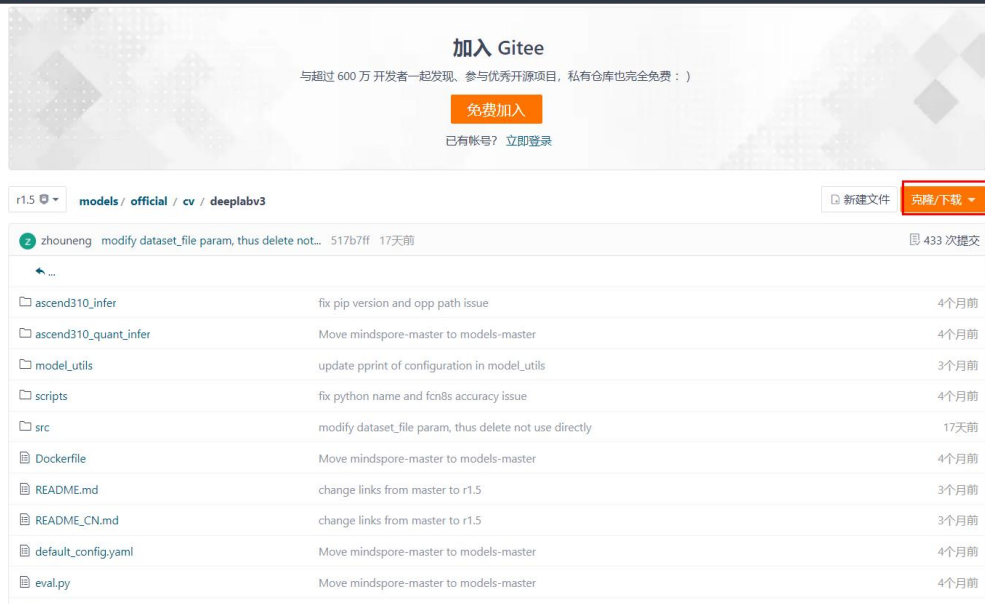 加入 Gitee
与超过 600 万 开发者一起发现、参与优秀开源项目，私有仓库也完全免费 ：）
免费加入
已有帐号？ 立即登录
r1.5 models / official / cv / deeplabv3 新建文件 克隆/下载
z zhouneng modify dataset_file param, thus delete not... 517b7ff 17天前 433 次提交
...
ascend310_infer fix pip version and opp path issue 4个月前
ascend310_quant_infer Move mindspore-master to models-master 4个月前
model_utils update pprint of configuration in model_utils 3个月前
scripts fix python name and fcn8s accuracy issue 4个月前
src modify dataset_file param, thus delete not use directly 17天前
Dockerfile Move mindspore-master to models-master 4个月前
README.md change links from master to r1.5 3个月前
README_CN.md change links from master to r1.5 3个月前
default_config.yaml Move mindspore-master to models-master 4个月前
eval.py Move mindspore-master to models-master 4个月前